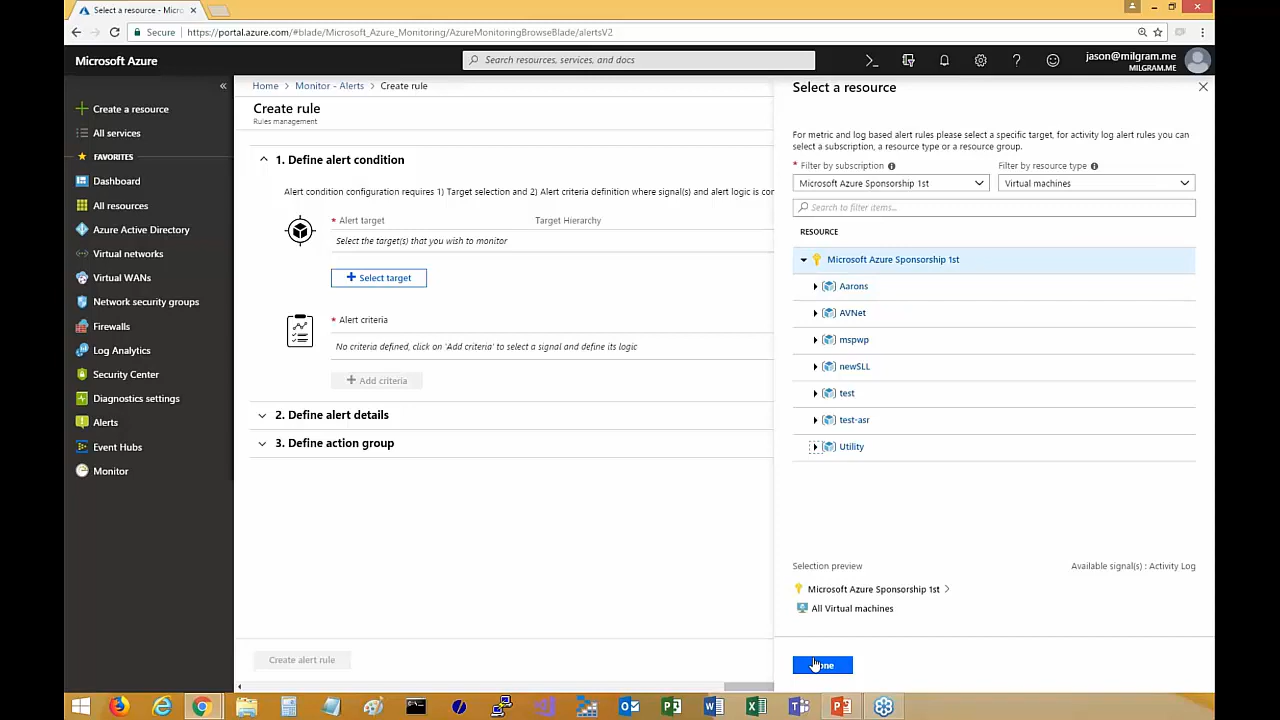 Select a resource - Micro
Secure
https://portal.azure.com/#blade/Microsoft_Azure_Monitoring/AzureMonitoringBrowseBlade/alertsV2
Microsoft Azure
Search resources, services, and docs
jason@milgram.me
MILGRAM.ME
Create a resource
All services
FAVORITES
Dashboard
All resources
Azure Active Directory
Virtual networks
Virtual WANs
Network security groups
Firewalls
Log Analytics
Security Center
Diagnostics settings
Alerts
Event Hubs
Monitor
Home > Monitor - Alerts > Create rule
Create rule
Rules management
1. Define alert condition
Alert condition configuration requires 1) Target selection and 2) Alert criteria definition where signal(s) and alert logic is con
* Alert target
Target Hierarchy
Select the target(s) that you wish to monitor
+ Select target
* Alert criteria
No criteria defined, click on 'Add criteria' to select a signal and define its logic
+ Add criteria
2. Define alert details
3. Define action group
Create alert rule
Select a resource
For metric and log based alert rules please select a specific target, for activity log alert rules you can
select a subscription, a resource type or a resource group.
* Filter by subscription
Filter by resource type
Microsoft Azure Sponsorship 1st
Virtual machines
Search to filter items...
RESOURCE
Microsoft Azure Sponsorship 1st
Aarons
AVNet
mspwp
newSLL
test
test-asr
Utility
Selection preview
Available signal(s) : Activity Log
Microsoft Azure Sponsorship 1st >
All Virtual machines